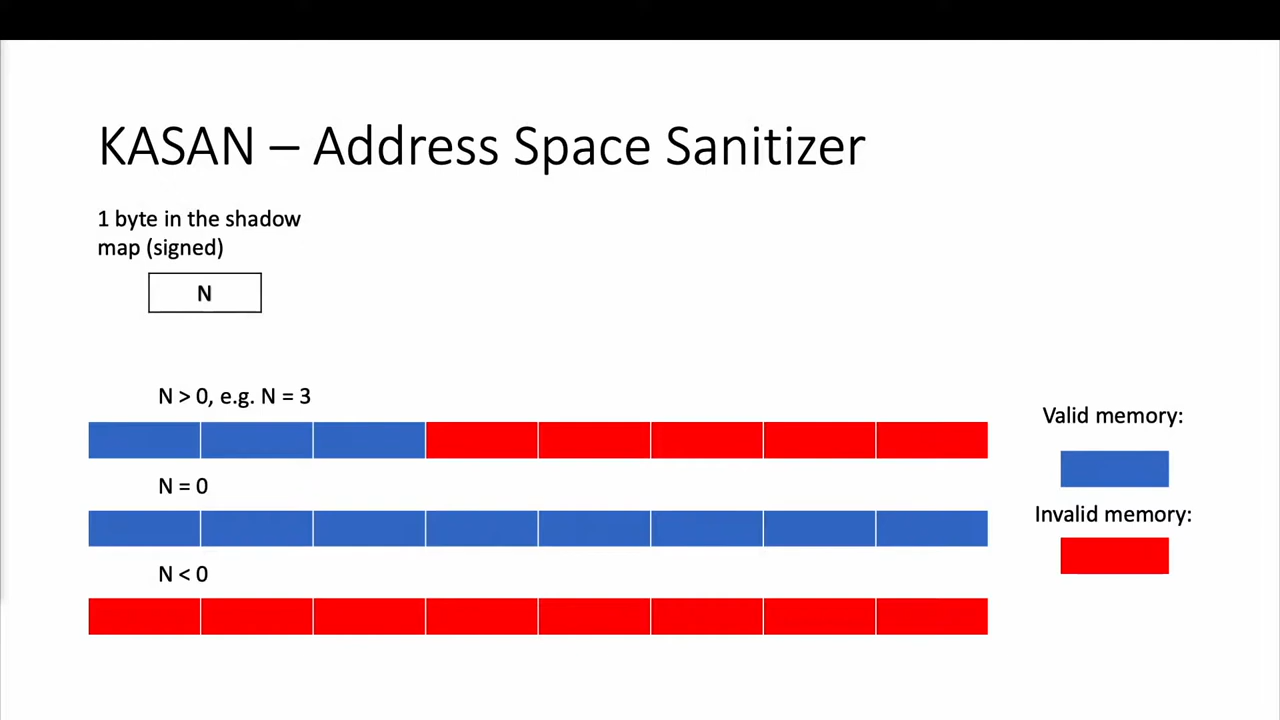 KASAN – Address Space Sanitizer
1 byte in the shadow
map (signed)
N
N > 0, e.g. N = 3
N = 0
N < 0
Valid memory:
Invalid memory: